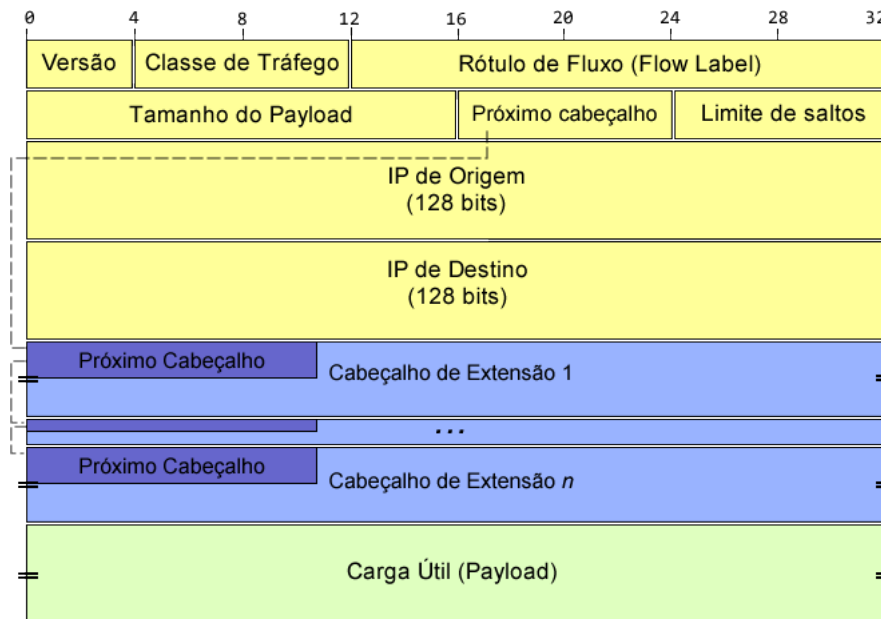 0 4 8 12 16 20 24 28 32
Versão Classe de Tráfego Rótulo de Fluxo (Flow Label)
Tamanho do Payload Próximo cabeçalho Limite de saltos
IP de Origem
(128 bits)
IP de Destino
(128 bits)
Próximo Cabeçalho
Cabeçalho de Extensão 1
...
Próximo Cabeçalho
Cabeçalho de Extensão n
Carga Útil (Payload)